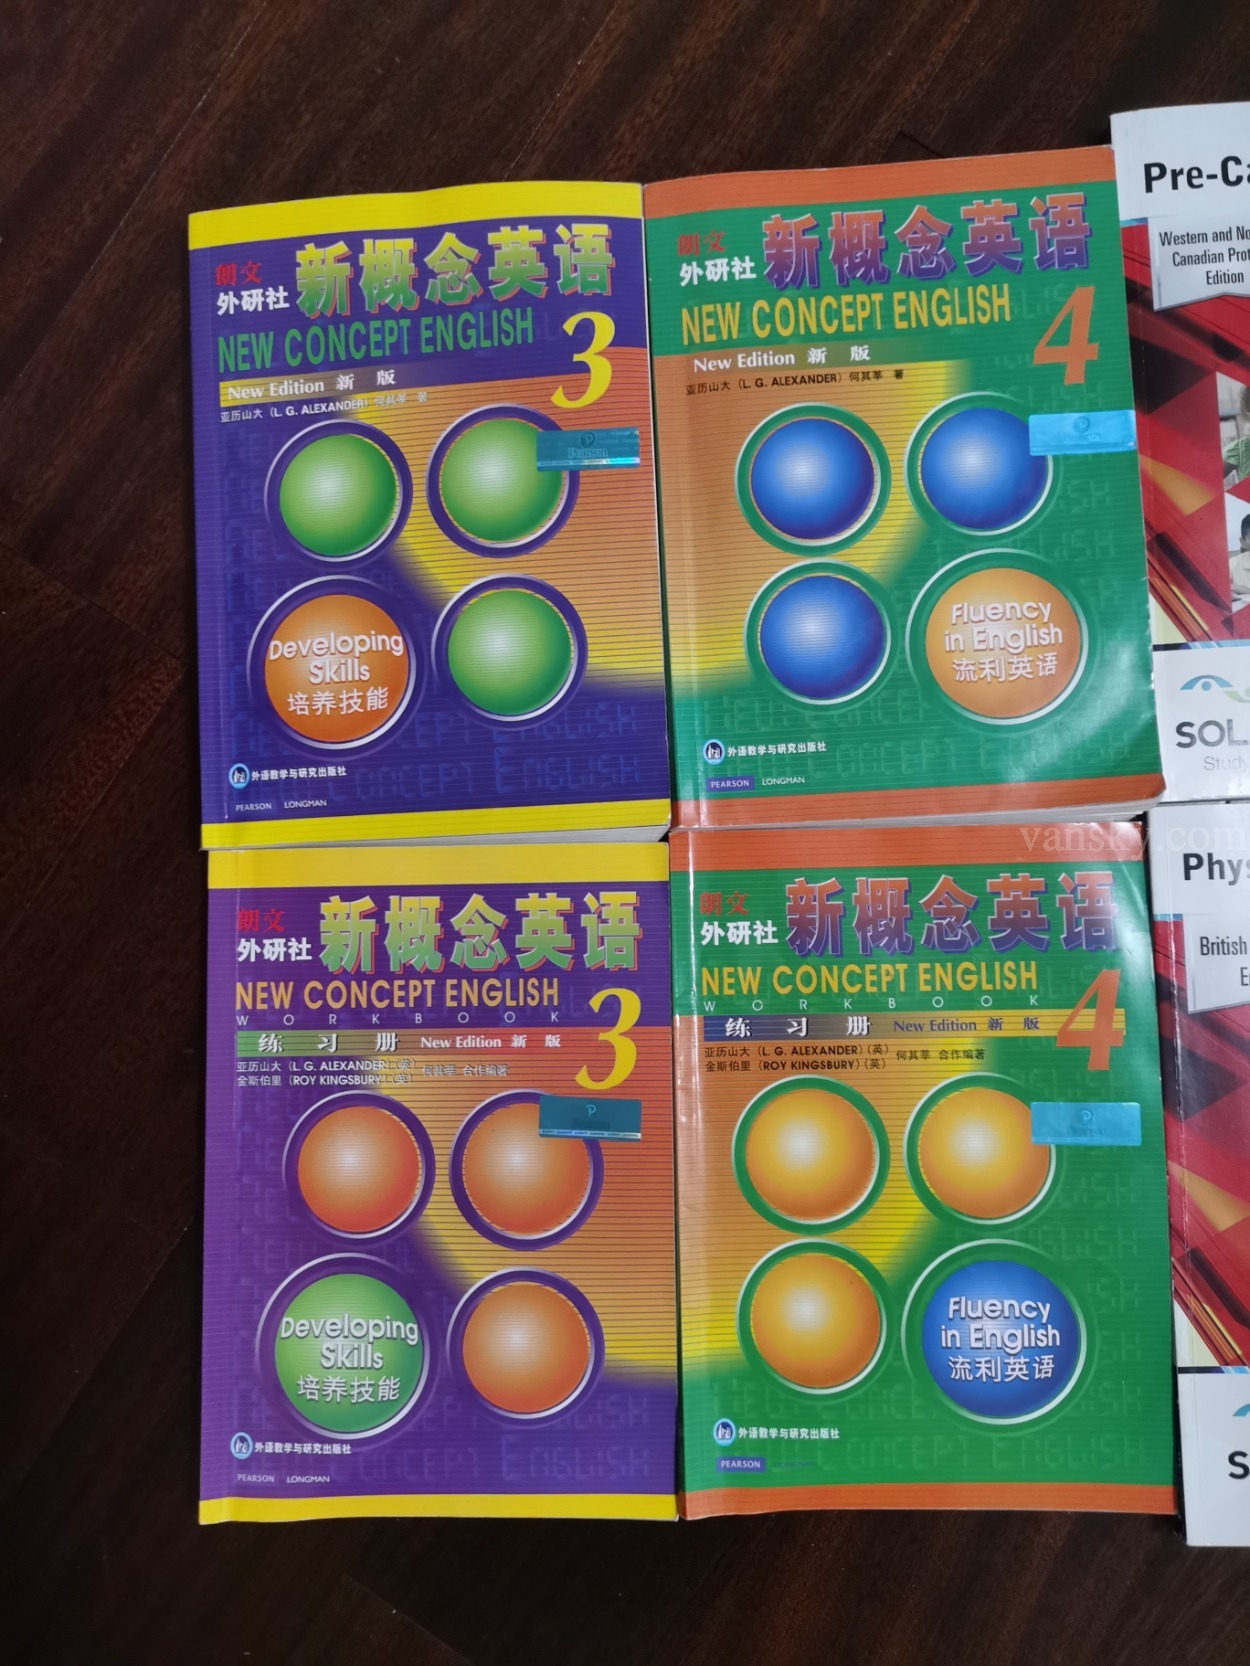 朗文
外研社
新概念英语
NEW CONCEPT ENGLISH
3
New Edition 新 版
亚历山大 (L. G. ALEXANDER) 何其莘 著
Pearson
Developing
Skills
培养技能
外语教学与研究出版社
PEARSON LONGMAN
朗文
外研社
新概念英语
NEW CONCEPT ENGLISH
4
New Edition 新 版
亚历山大 (L. G. ALEXANDER) 何其莘 著
Fluency
in English
流利英语
外语教学与研究出版社
PEARSON LONGMAN
朗文
外研社
新概念英语
NEW CONCEPT ENGLISH
WORKBOOK
3
练 习 册 New Edition 新 版
亚历山大 (L. G. ALEXANDER) (英)
金斯伯里 (ROY KINGSBURY) (英)
何其莘 合作编著
Developing
Skills
培养技能
外语教学与研究出版社
PEARSON LONGMAN
朗文
外研社
新概念英语
NEW CONCEPT ENGLISH
WORKBOOK
4
练 习 册 New Edition 新 版
亚历山大 (L. G. ALEXANDER) (英)
金斯伯里 (ROY KINGSBURY) (英)
何其莘 合作编著
Fluency
in English
流利英语
外语教学与研究出版社
PEARSON
Pre-Ca
Western and No
Canadian Prot
Edition
SOL
Study
vansky.com
Phys
British
E
S